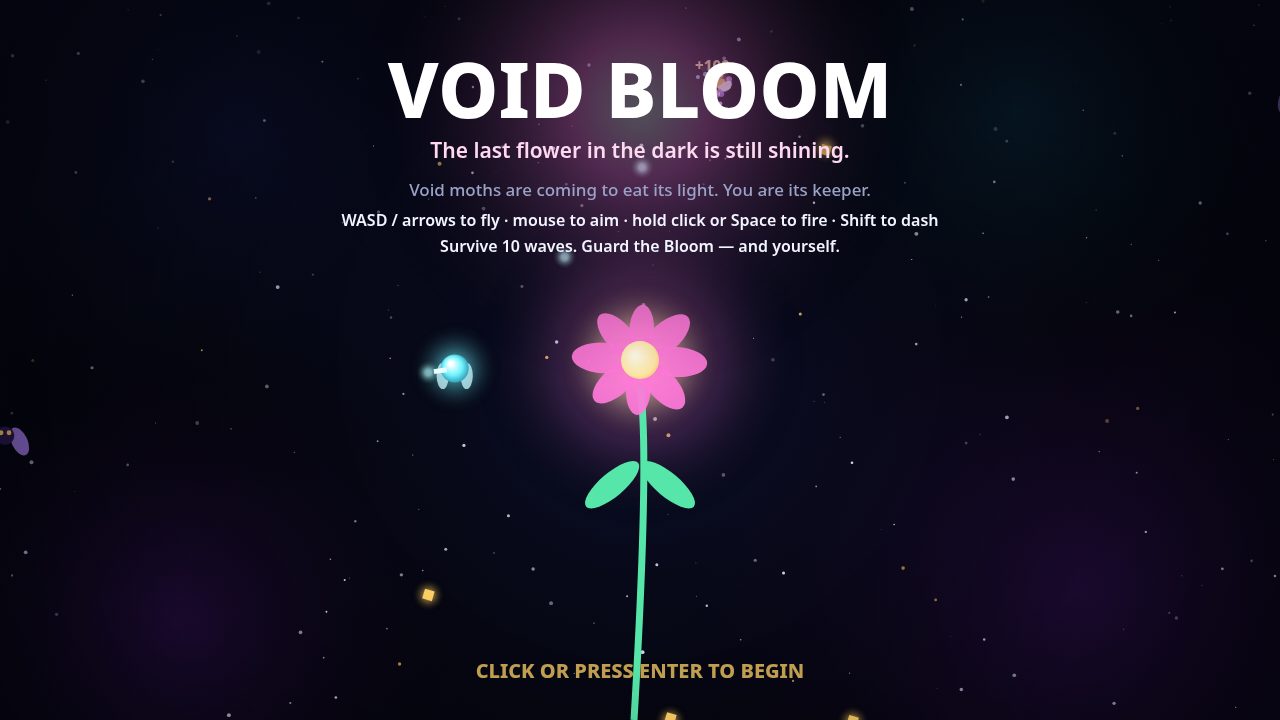 VOID BLOOM
The last flower in the dark is still shining.
Void moths are coming to eat its light. You are its keeper.
WASD / arrows to fly · mouse to aim · hold click or Space to fire · Shift to dash
Survive 10 waves. Guard the Bloom — and yourself.
CLICK OR PRESS ENTER TO BEGIN